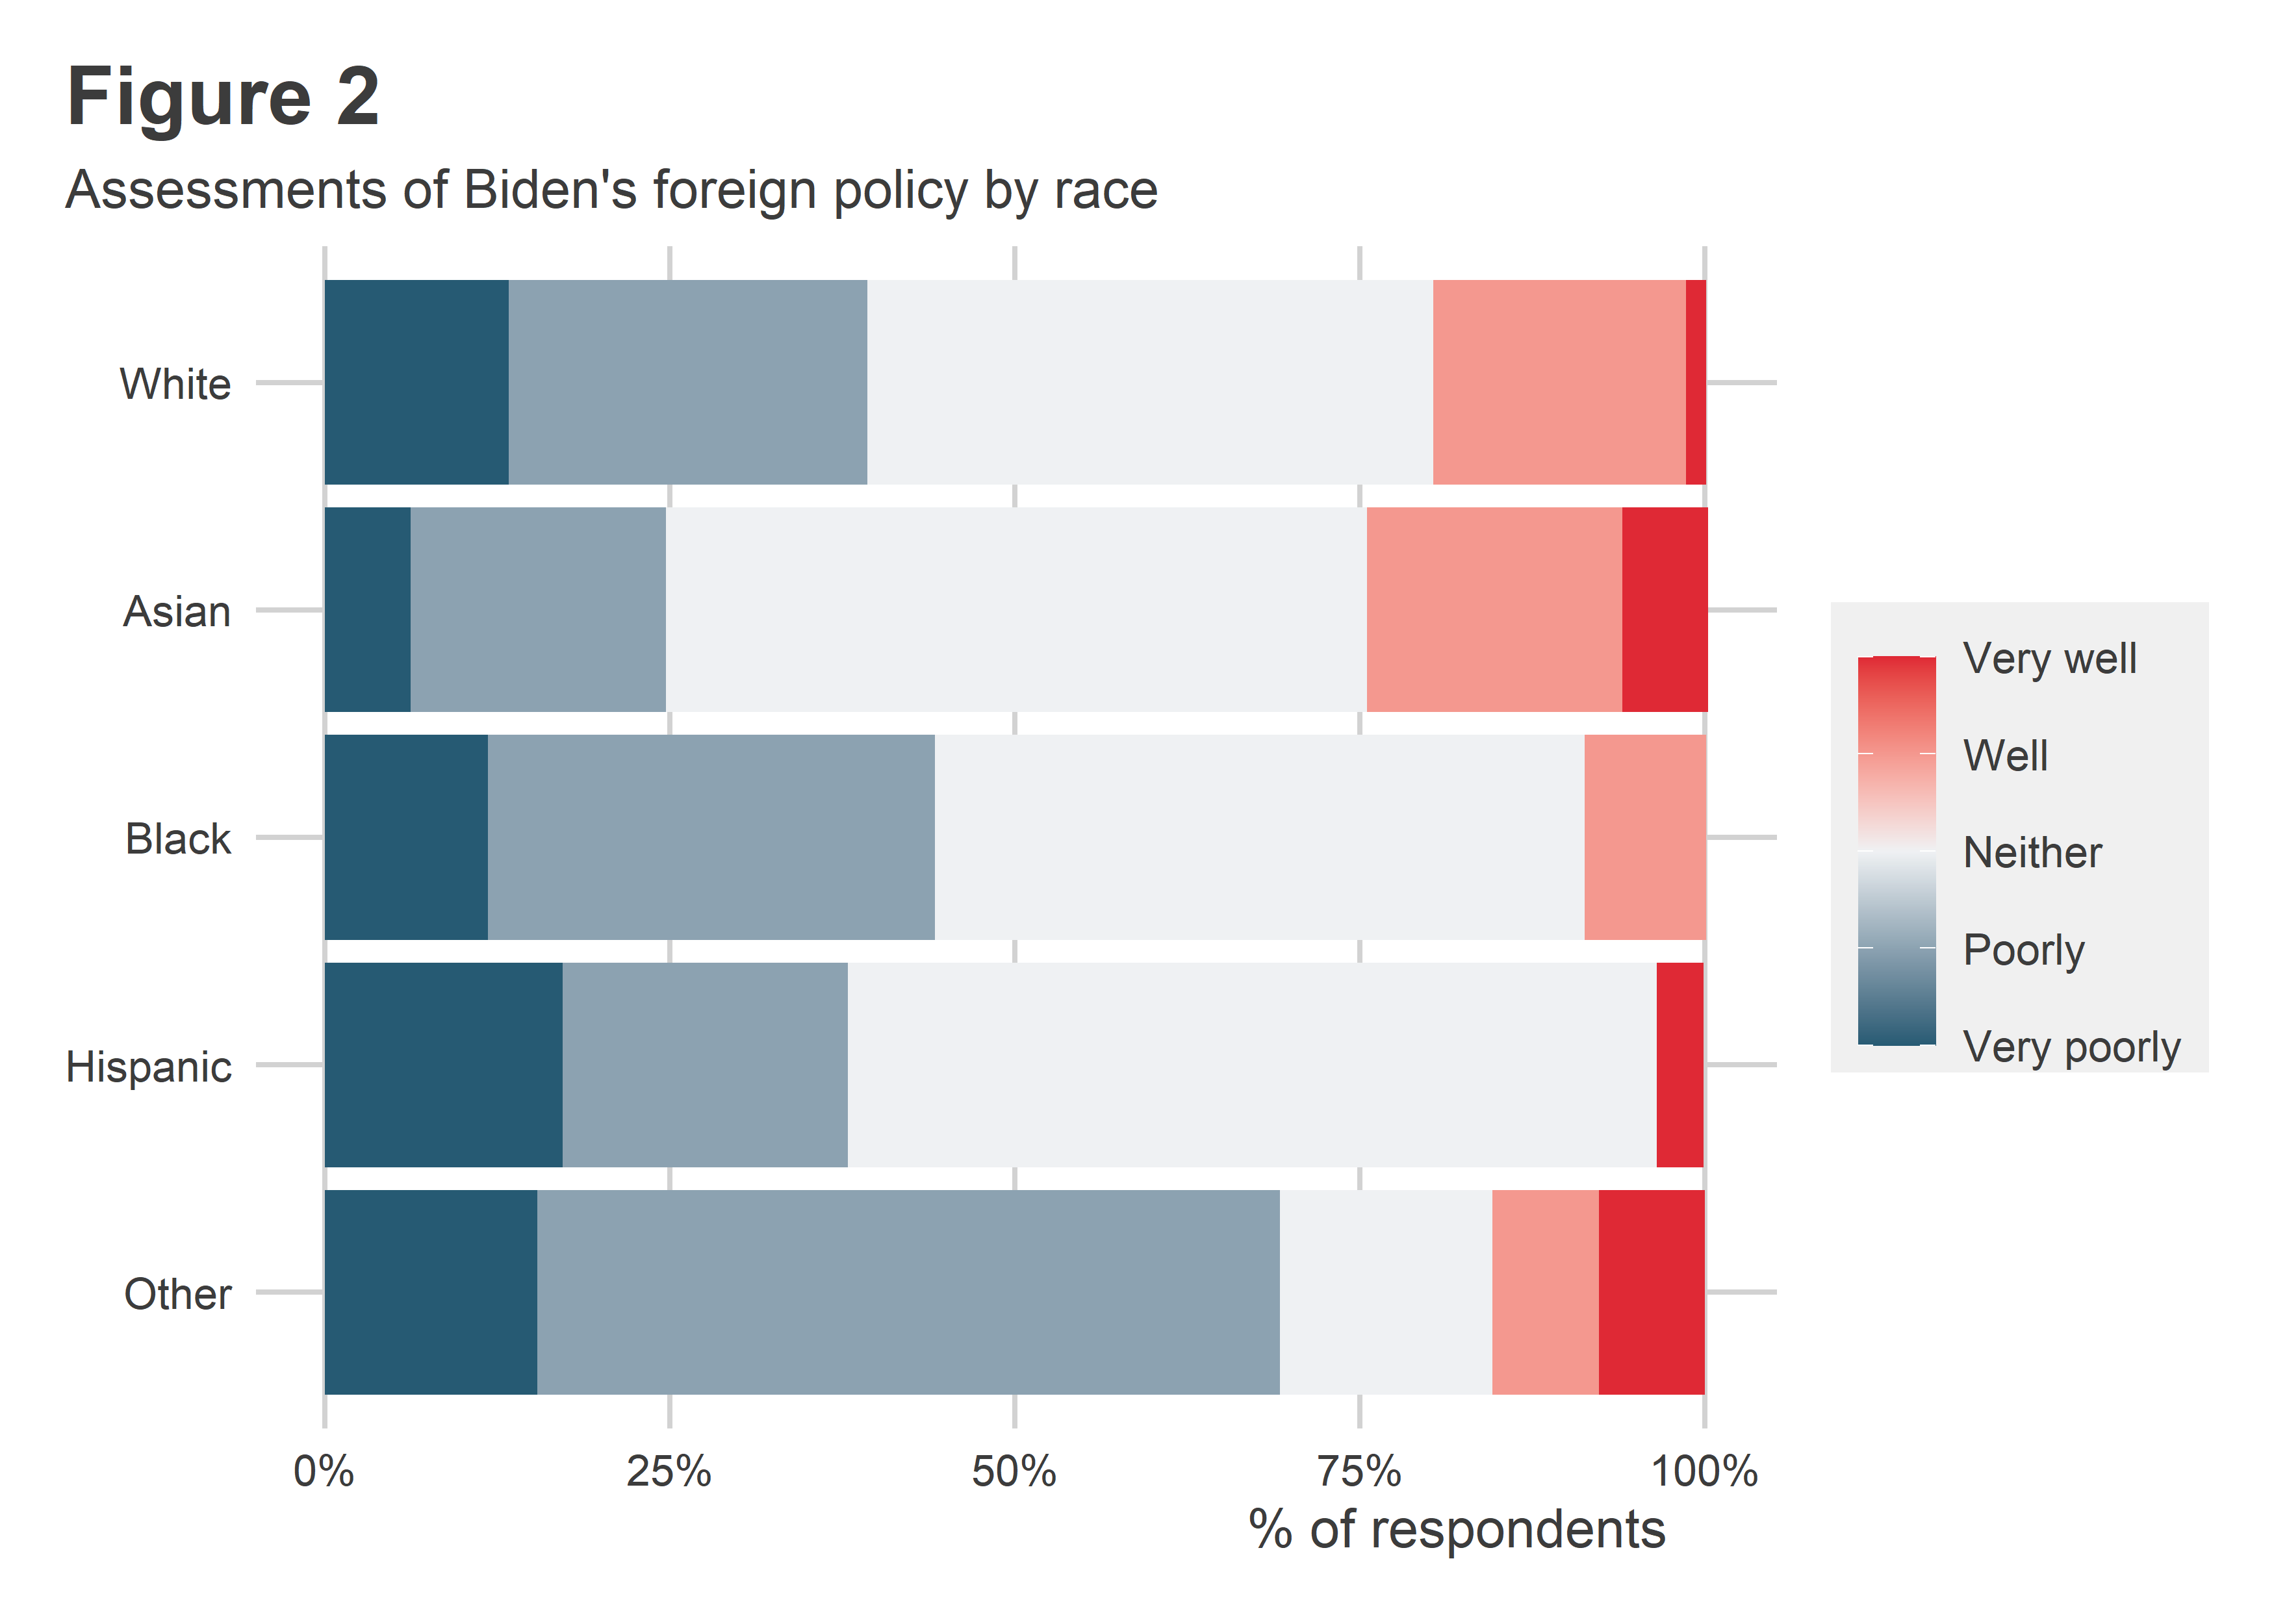 Figure 2
Assessments of Biden's foreign policy by race
White
Asian
Black
Hispanic
Other
0% 25% 50% 75% 100%
% of respondents
Very well
Well
Neither
Poorly
Very poorly